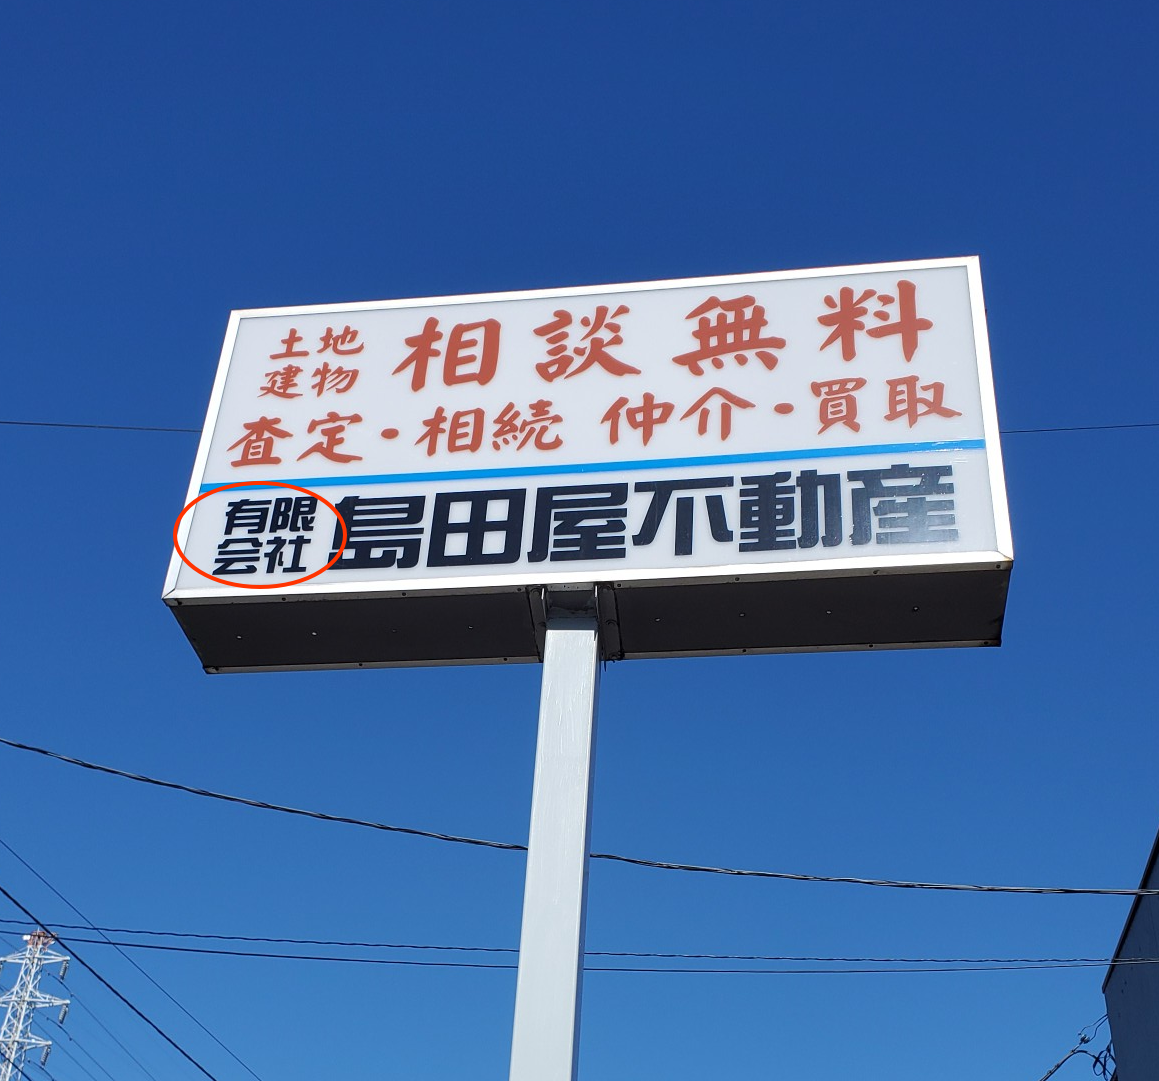 土地
建物
相談無料
査定・相続 仲介・買取
有限
会社
島田屋不動産